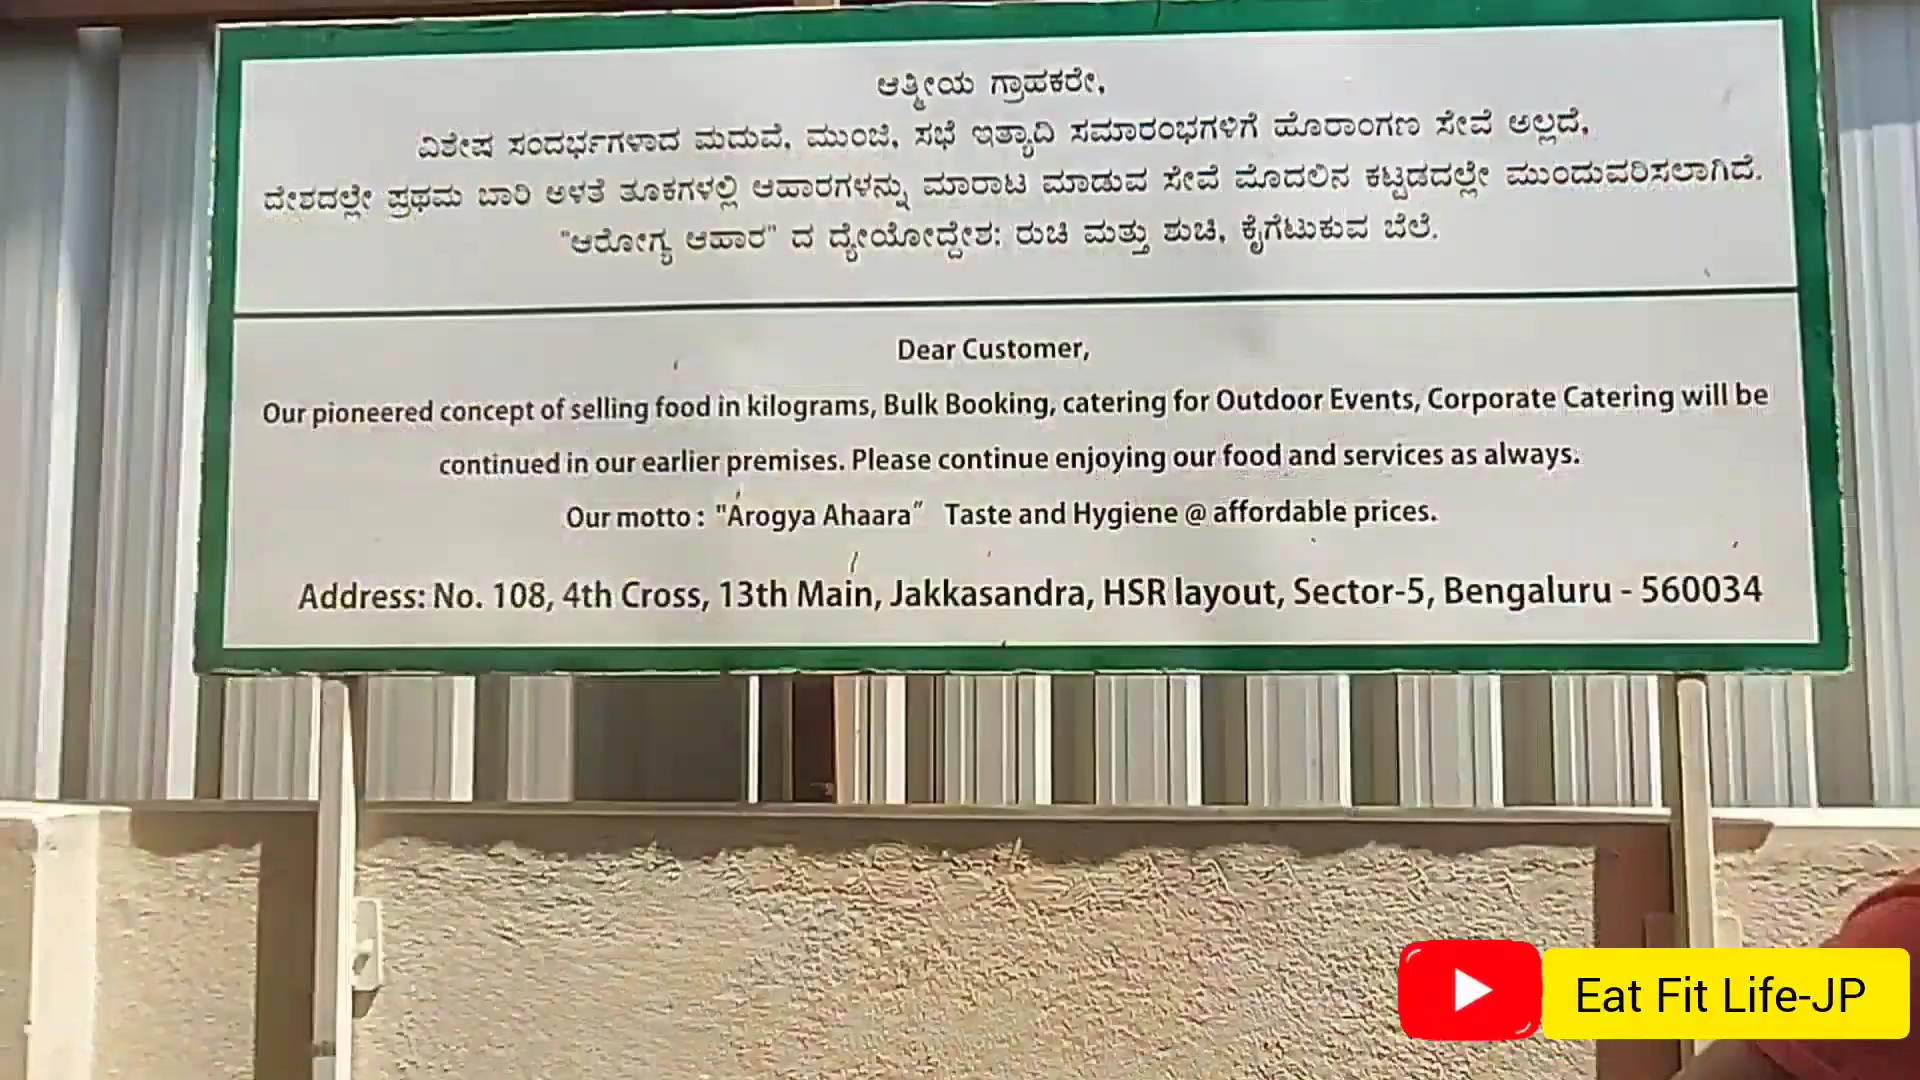 ಆತ್ಮೀಯ ಗ್ರಾಹಕರೇ,
ವಿಶೇಷ ಸಂದರ್ಭಗಳಾದ ಮದುವೆ, ಮುಂಜಿ, ಸಭೆ ಇತ್ಯಾದಿ ಸಮಾರಂಭಗಳಿಗೆ ಹೊರಾಂಗಣ ಸೇವೆ ಅಲ್ಲದೆ,
ದೇಶದಲ್ಲೇ ಪ್ರಥಮ ಬಾರಿ ಅಳತೆ ತೂಕಗಳಲ್ಲಿ ಆಹಾರಗಳನ್ನು ಮಾರಾಟ ಮಾಡುವ ಸೇವೆ ಮೊದಲಿನ ಕಟ್ಟಡದಲ್ಲೇ ಮುಂದುವರಿಸಲಾಗಿದೆ.
"ಆರೋಗ್ಯ ಆಹಾರ" ದ ಧ್ಯೇಯೋದ್ದೇಶ: ರುಚಿ ಮತ್ತು ಶುಚಿ, ಕೈಗೆಟುಕುವ ಬೆಲೆ.
Dear Customer,
Our pioneered concept of selling food in kilograms, Bulk Booking, catering for Outdoor Events, Corporate Catering will be
continued in our earlier premises. Please continue enjoying our food and services as always.
Our motto : "Arogya Ahaara" Taste and Hygiene @ affordable prices.
Address: No. 108, 4th Cross, 13th Main, Jakkasandra, HSR layout, Sector-5, Bengaluru - 560034
Eat Fit Life-JP